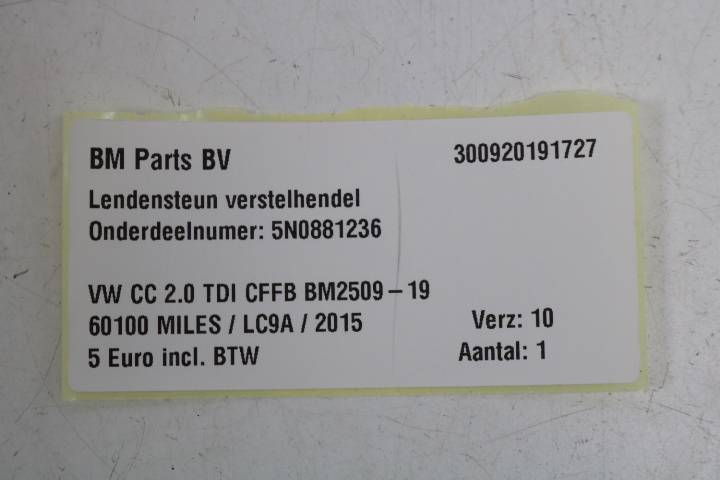 BM Parts BV 300920191727
Lendensteun verstelhendel
Onderdeelnumer: 5N0881236
VW CC 2.0 TDI CFFB BM2509-19
60100 MILES / LC9A / 2015 Verz: 10
5 Euro incl. BTW Aantal: 1